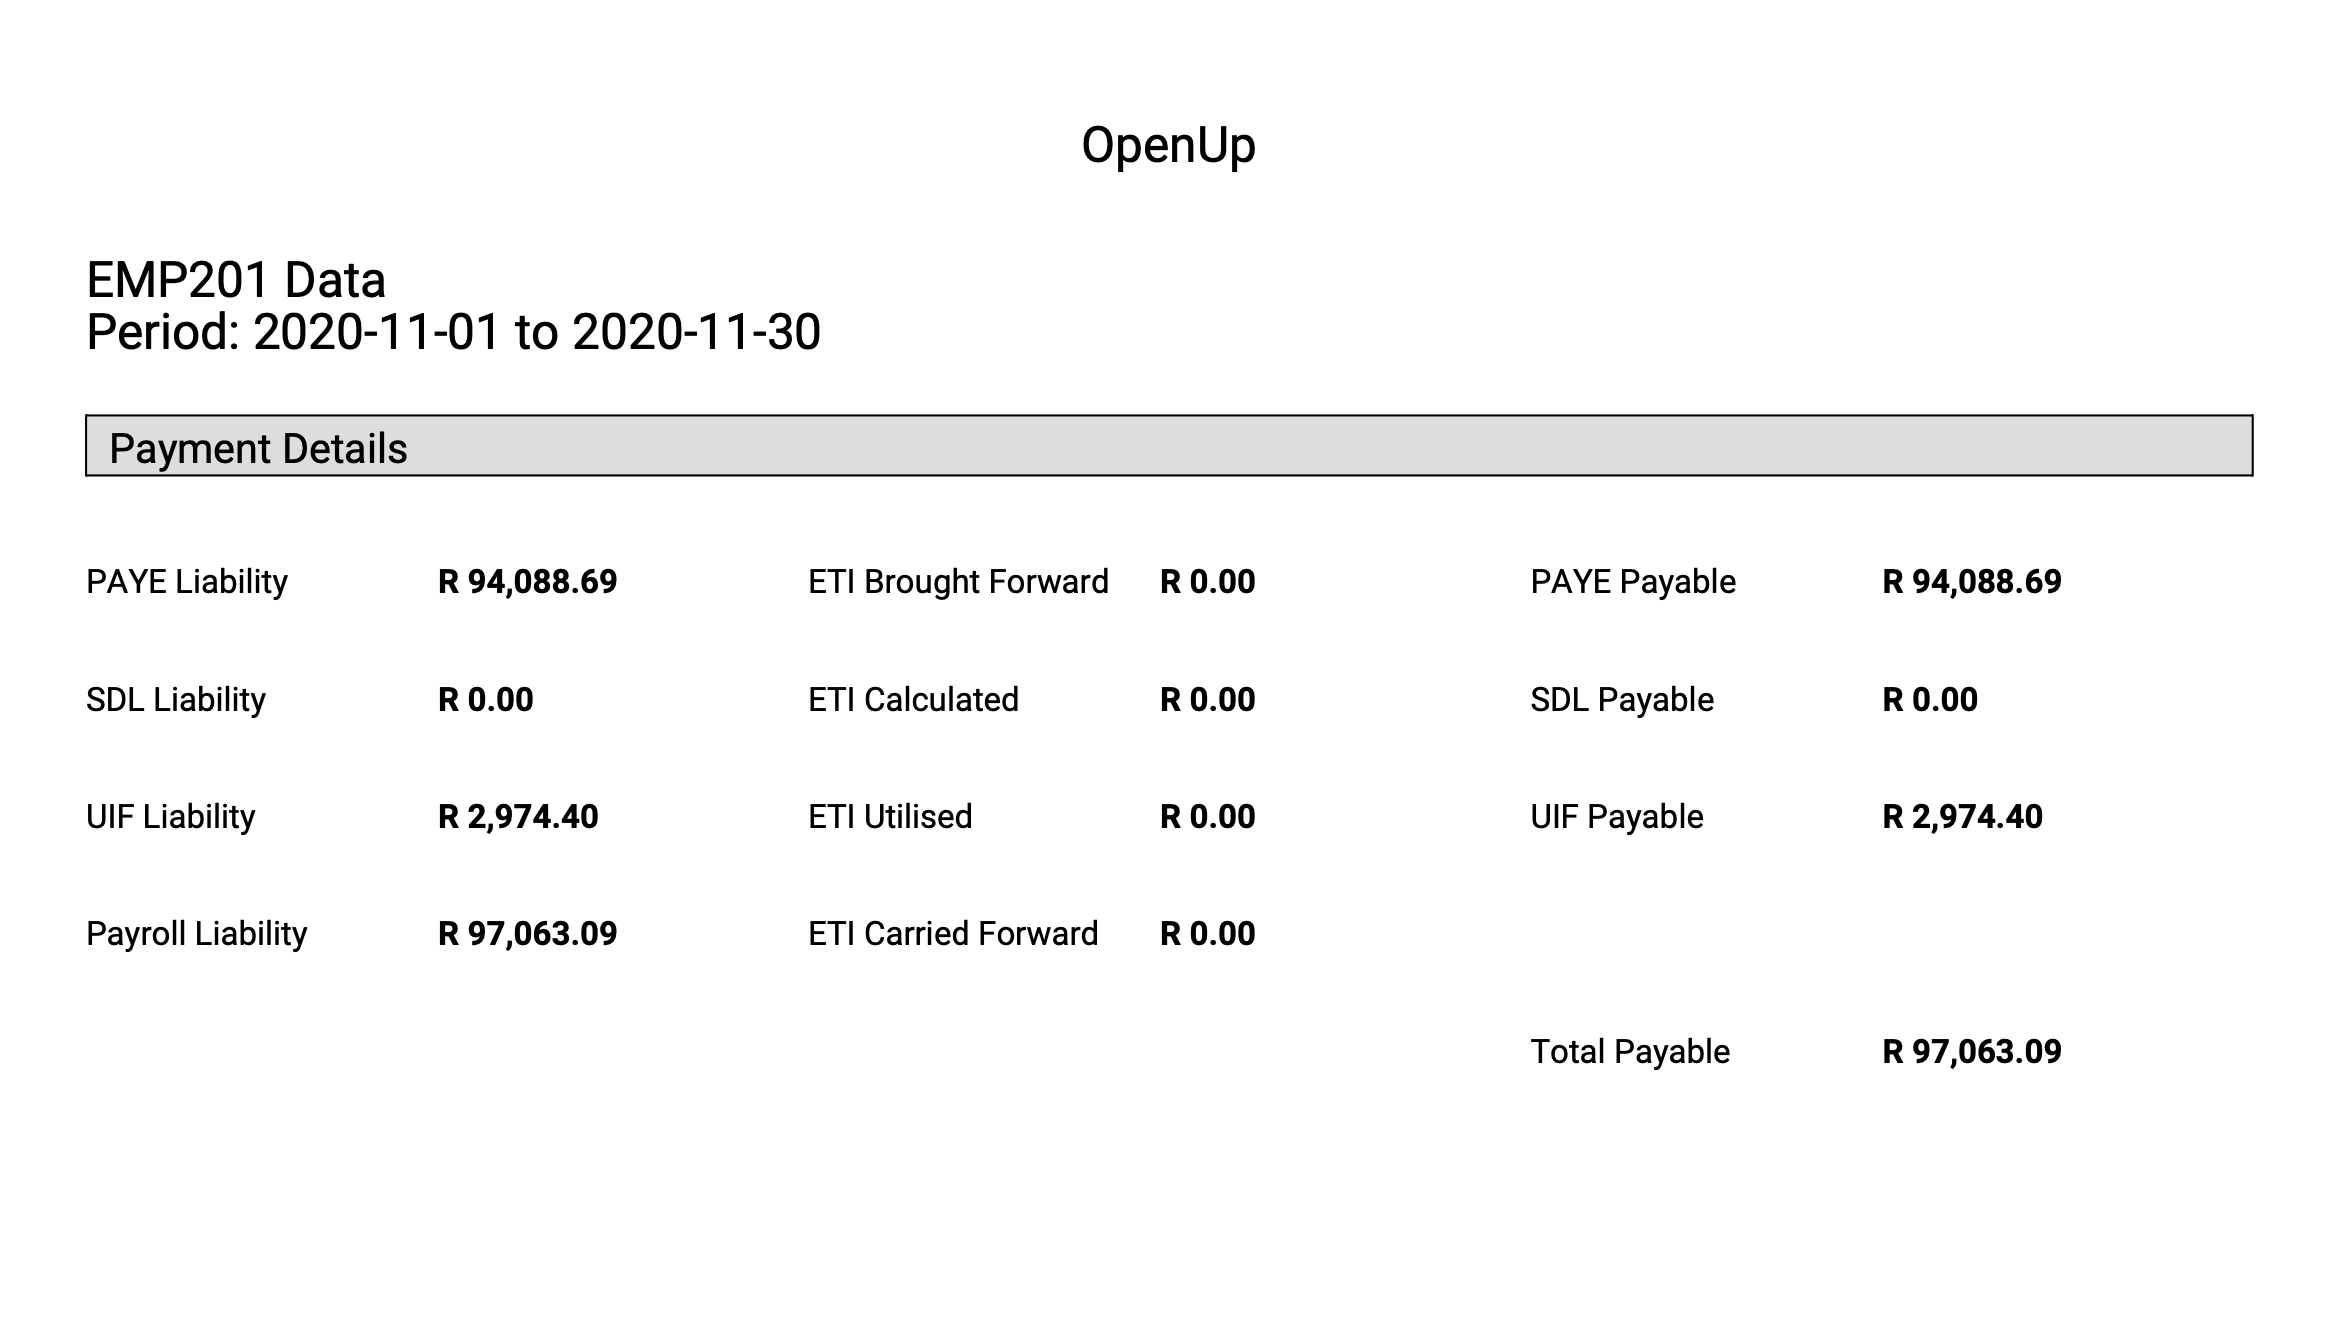 OpenUp
EMP201 Data
Period: 2020-11-01 to 2020-11-30
Payment Details
PAYE Liability R 94,088.69 ETI Brought Forward R 0.00 PAYE Payable R 94,088.69
SDL Liability R 0.00 ETI Calculated R 0.00 SDL Payable R 0.00
UIF Liability R 2,974.40 ETI Utilised R 0.00 UIF Payable R 2,974.40
Payroll Liability R 97,063.09 ETI Carried Forward R 0.00
Total Payable R 97,063.09